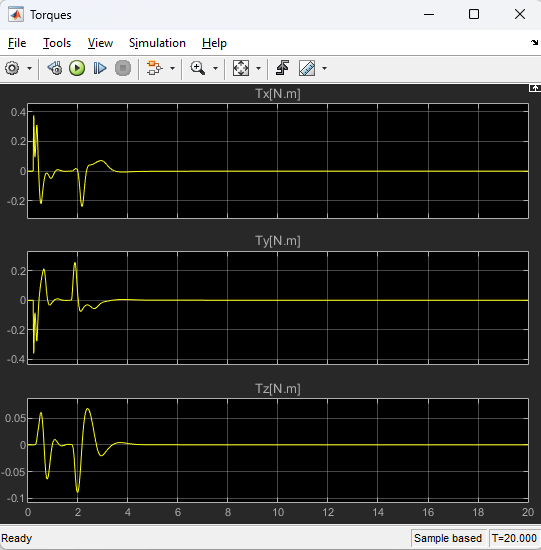 Torques
File Tools View Simulation Help
Tx[N.m]
0.4
0.2
0
-0.2
Ty[N.m]
0.2
0
-0.2
-0.4
Tz[N.m]
0.05
0
-0.05
-0.1
0 2 4 6 8 10 12 14 16 18 20
Ready Sample based T=20.000